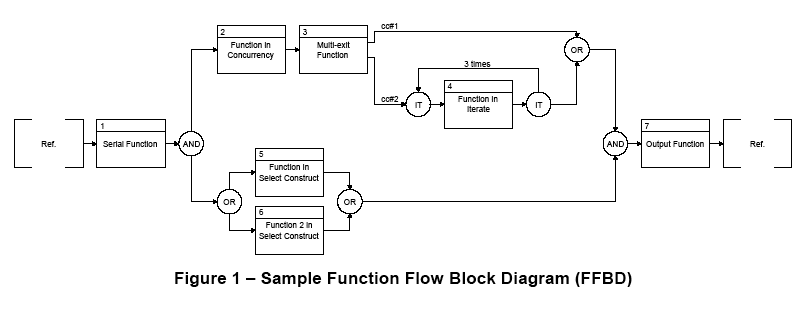 cc#1
2
Function in
Concurrency
3
Multi-exit
Function
OR
3 times
4
Function in
Iterate
cc#2
IT
IT
Ref.
1
Serial Function
AND
AND
7
Output Function
Ref.
5
Function in
Select Construct
OR
OR
6
Function 2 in
Select Construct
Figure 1 – Sample Function Flow Block Diagram (FFBD)